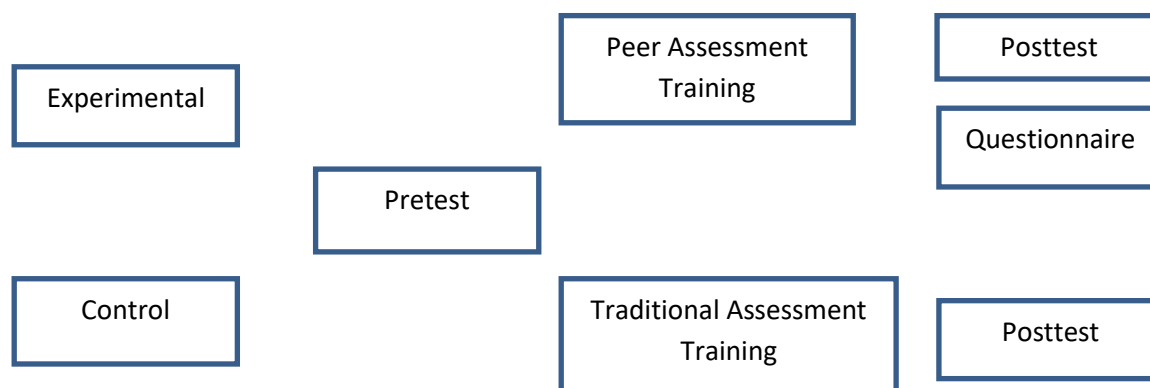 Experimental
Control
Pretest
Peer Assessment
Training
Traditional Assessment
Training
Posttest
Questionnaire
Posttest